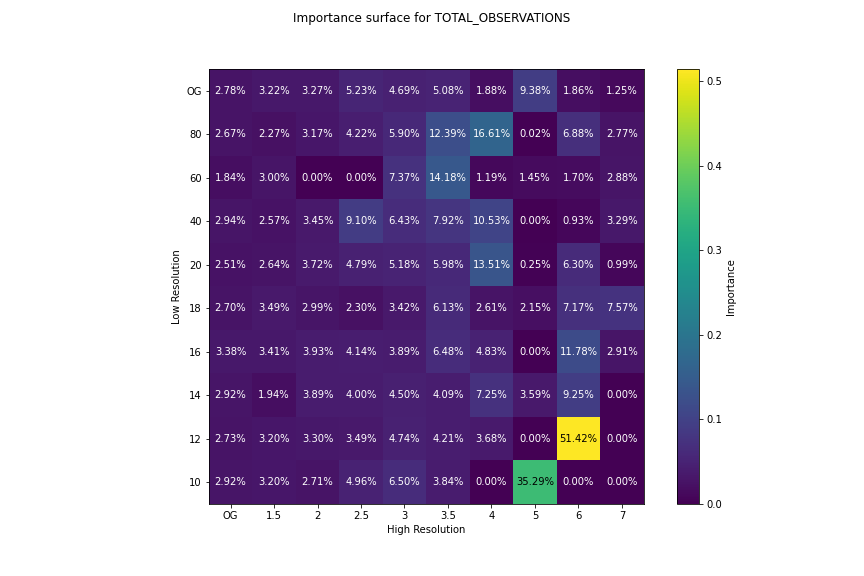 Importance surface for TOTAL_OBSERVATIONS
OG 2.78% 3.22% 3.27% 5.23% 4.69% 5.08% 1.88% 9.38% 1.86% 1.25%
80 2.67% 2.27% 3.17% 4.22% 5.90% 12.39% 16.61% 0.02% 6.88% 2.77%
60 1.84% 3.00% 0.00% 0.00% 7.37% 14.18% 1.19% 1.45% 1.70% 2.88%
40 2.94% 2.57% 3.45% 9.10% 6.43% 7.92% 10.53% 0.00% 0.93% 3.29%
20 2.51% 2.64% 3.72% 4.79% 5.18% 5.98% 13.51% 0.25% 6.30% 0.99%
18 2.70% 3.49% 2.99% 2.30% 3.42% 6.13% 2.61% 2.15% 7.17% 7.57%
16 3.38% 3.41% 3.93% 4.14% 3.89% 6.48% 4.83% 0.00% 11.78% 2.91%
14 2.92% 1.94% 3.89% 4.00% 4.50% 4.09% 7.25% 3.59% 9.25% 0.00%
12 2.73% 3.20% 3.30% 3.49% 4.74% 4.21% 3.68% 0.00% 51.42% 0.00%
10 2.92% 3.20% 2.71% 4.96% 6.50% 3.84% 0.00% 35.29% 0.00% 0.00%
OG 1.5 2 2.5 3 3.5 4 5 6 7
High Resolution
Low Resolution
0.5
0.4
0.3
0.2
0.1
0.0
Importance